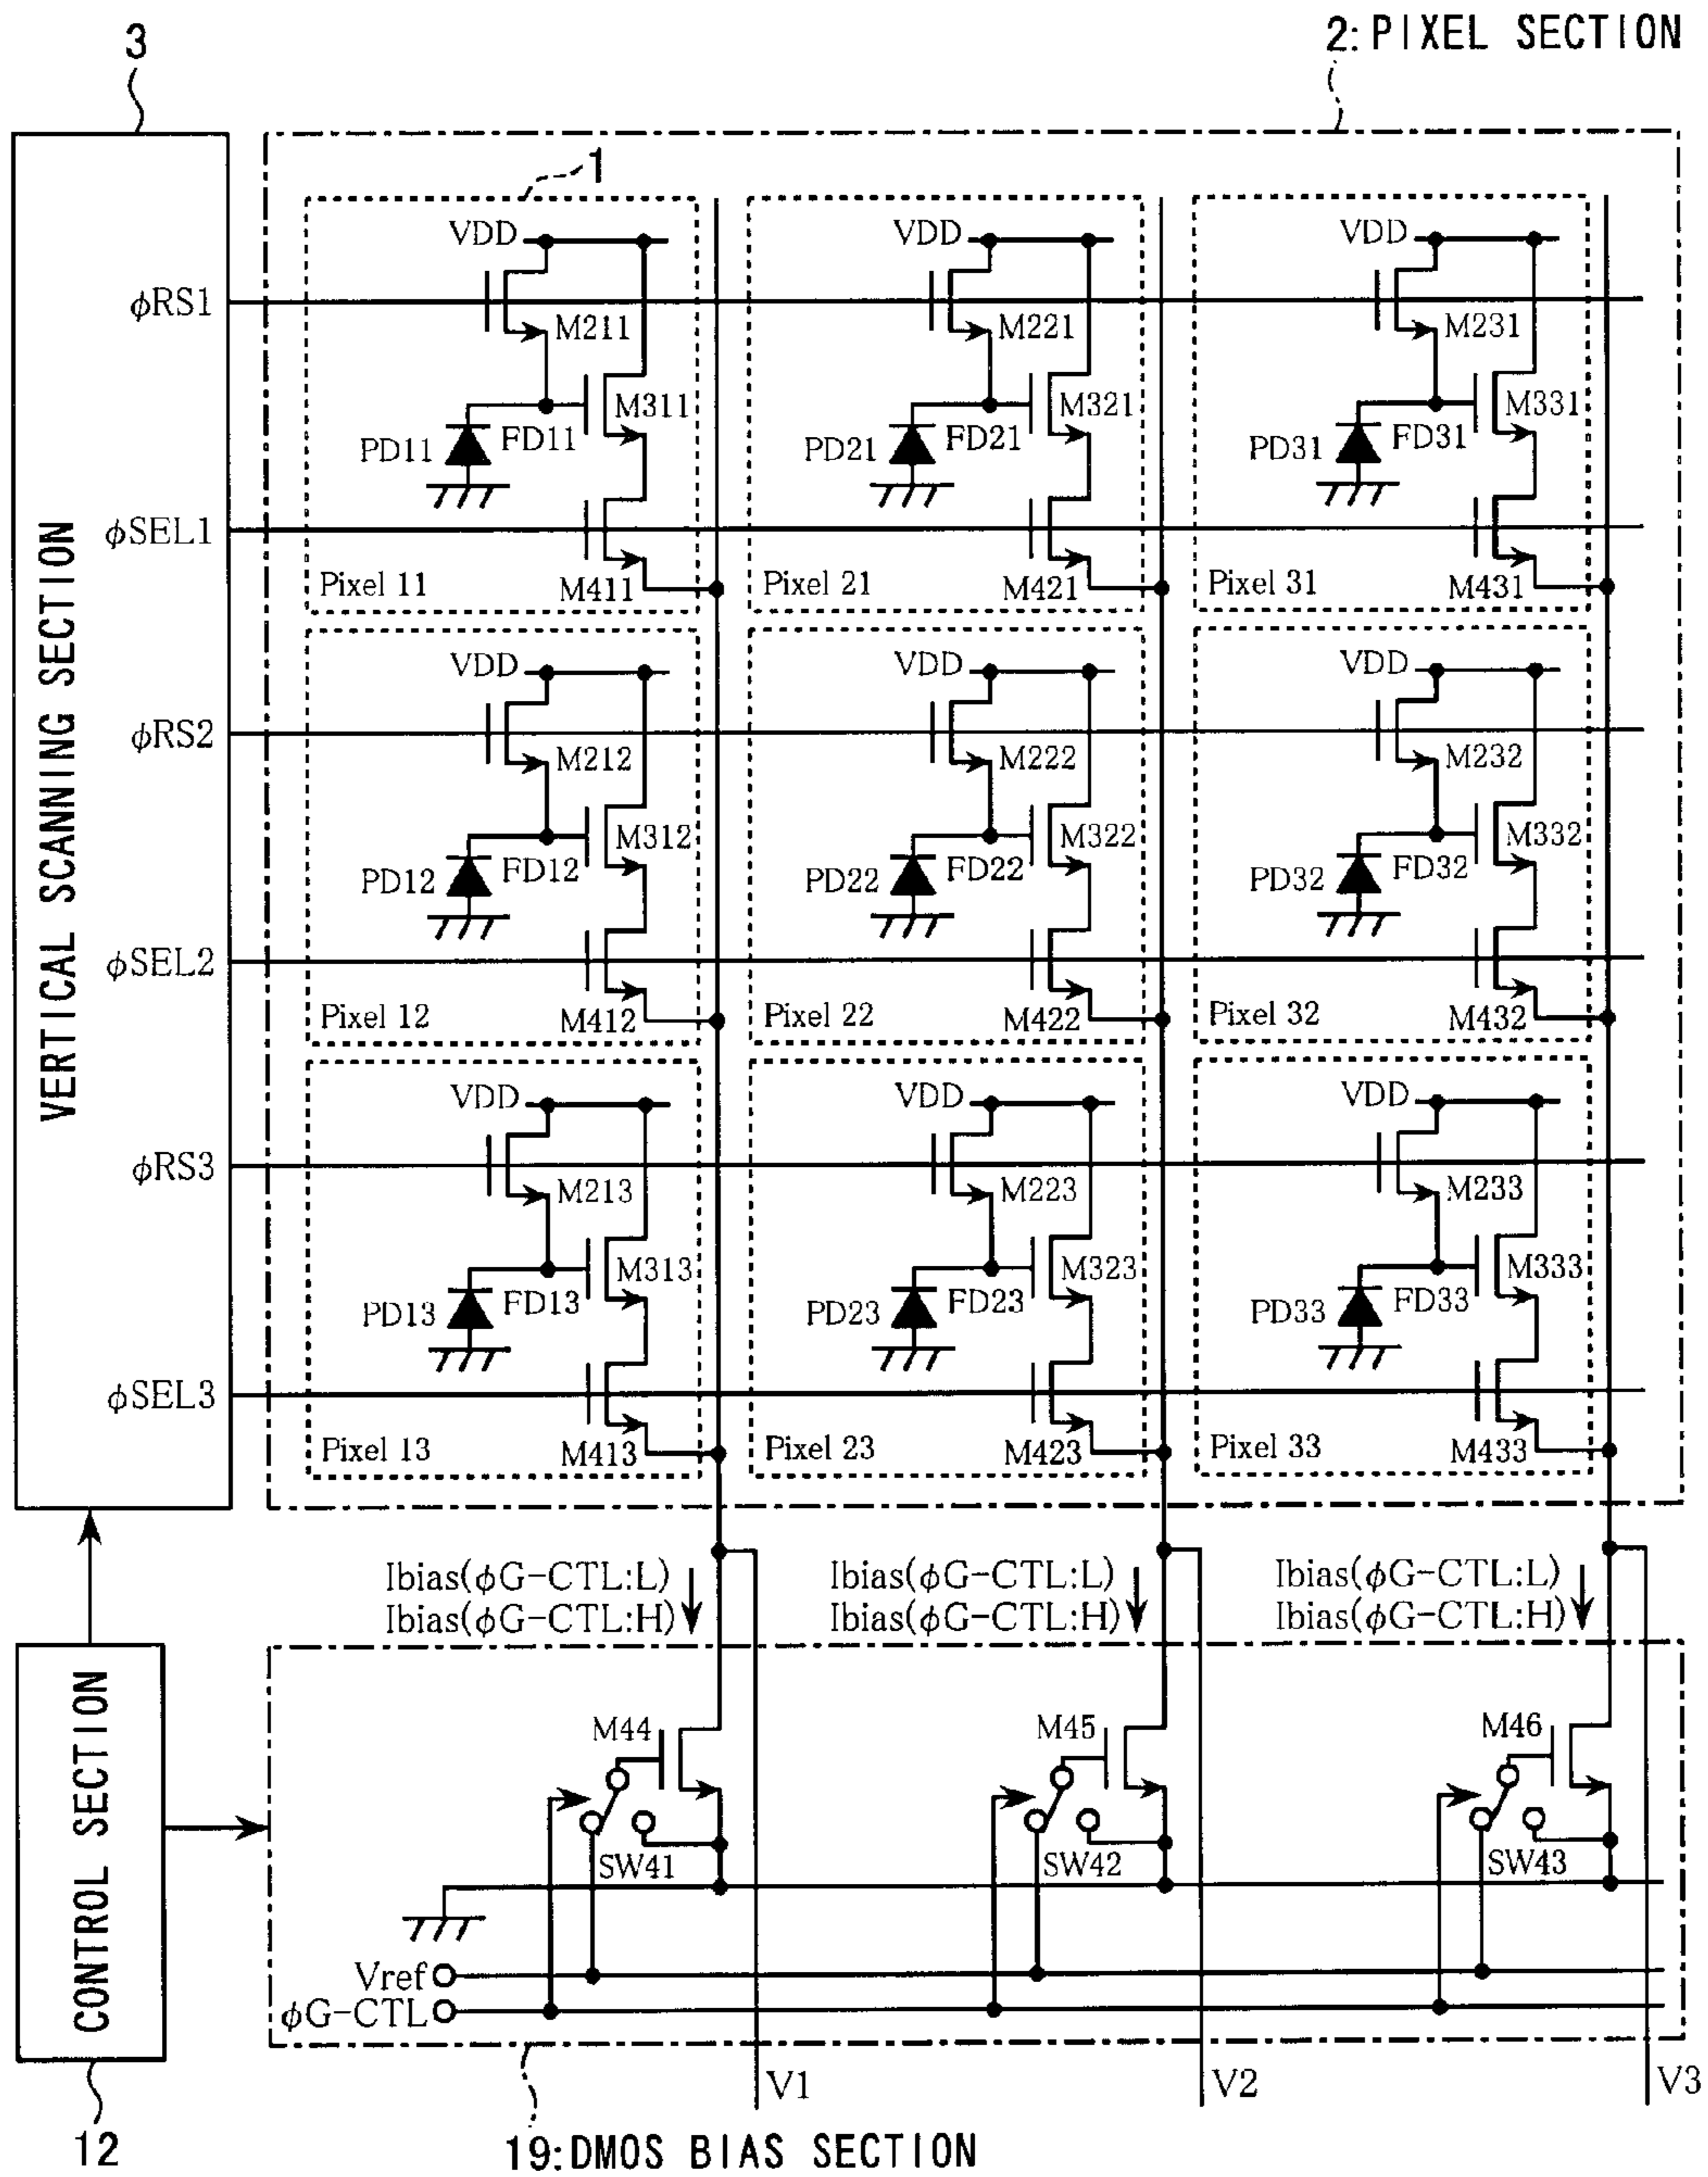 3
2: PIXEL SECTION
1
VERTICAL SCANNING SECTION
VDD
VDD
VDD
φRS1
M211
M221
M231
M311
M321
M331
PD11
FD11
PD21
FD21
PD31
FD31
φSEL1
Pixel 11
M411
Pixel 21
M421
Pixel 31
M431
VDD
VDD
VDD
φRS2
M212
M222
M232
M312
M322
M332
PD12
FD12
PD22
FD22
PD32
FD32
φSEL2
Pixel 12
M412
Pixel 22
M422
Pixel 32
M432
VDD
VDD
VDD
φRS3
M213
M223
M233
M313
M323
M333
PD13
FD13
PD23
FD23
PD33
FD33
φSEL3
Pixel 13
M413
Pixel 23
M423
Pixel 33
M433
Ibias(φG-CTL:L)
Ibias(φG-CTL:H)
Ibias(φG-CTL:L)
Ibias(φG-CTL:H)
Ibias(φG-CTL:L)
Ibias(φG-CTL:H)
CONTROL SECTION
M44
M45
M46
SW41
SW42
SW43
Vref
φG-CTL
V1
V2
V3
12
19:DMOS BIAS SECTION